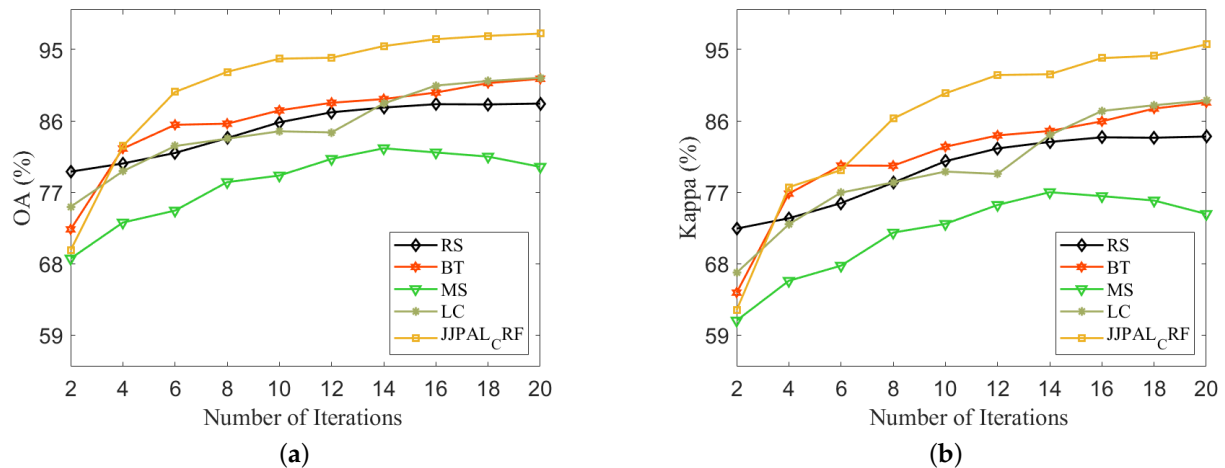 95
86
77
68
59
OA (%)
2 4 6 8 10 12 14 16 18 20
Number of Iterations
RS
BT
MS
LC
JJPAL_CRF
(a)
95
86
77
68
59
Kappa (%)
2 4 6 8 10 12 14 16 18 20
Number of Iterations
RS
BT
MS
LC
JJPAL_CRF
(b)